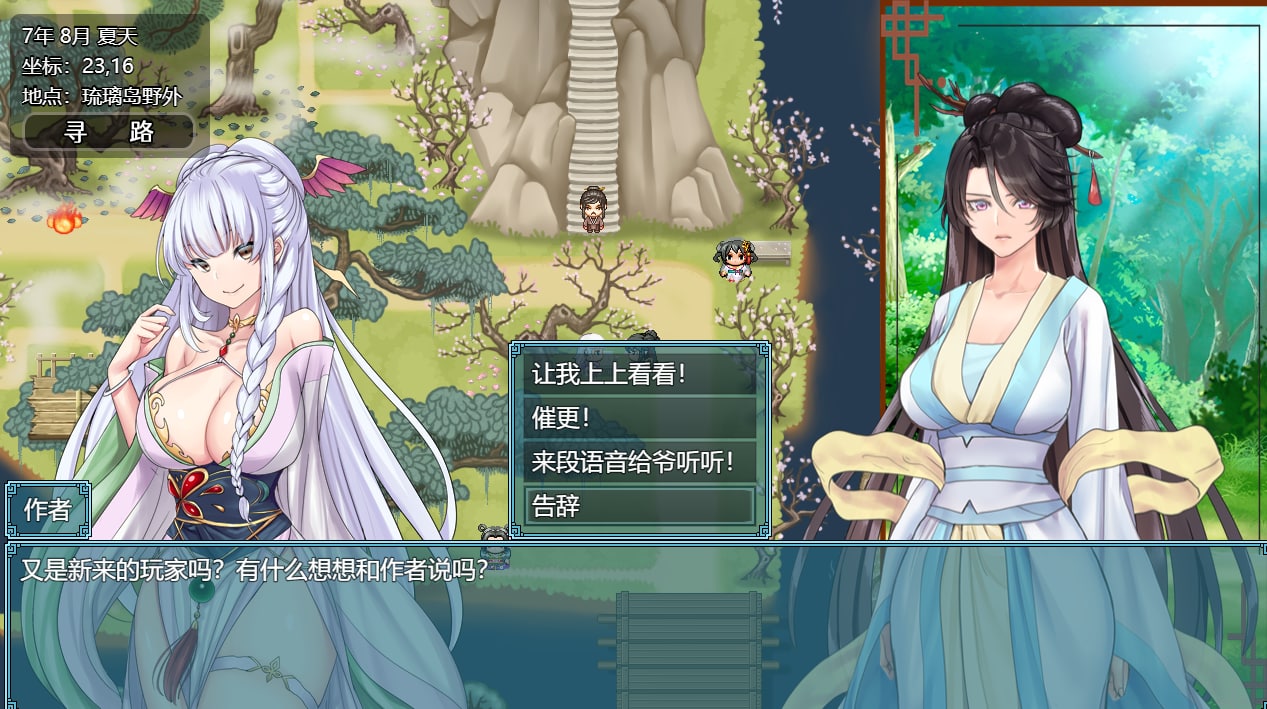 7年 8月 夏天
坐标：23,16
地点：琉璃岛野外
寻 路
让我上上看看！
催更！
来段语音给爷听听！
告辞
作者
又是新来的玩家吗？有什么想想和作者说吗？